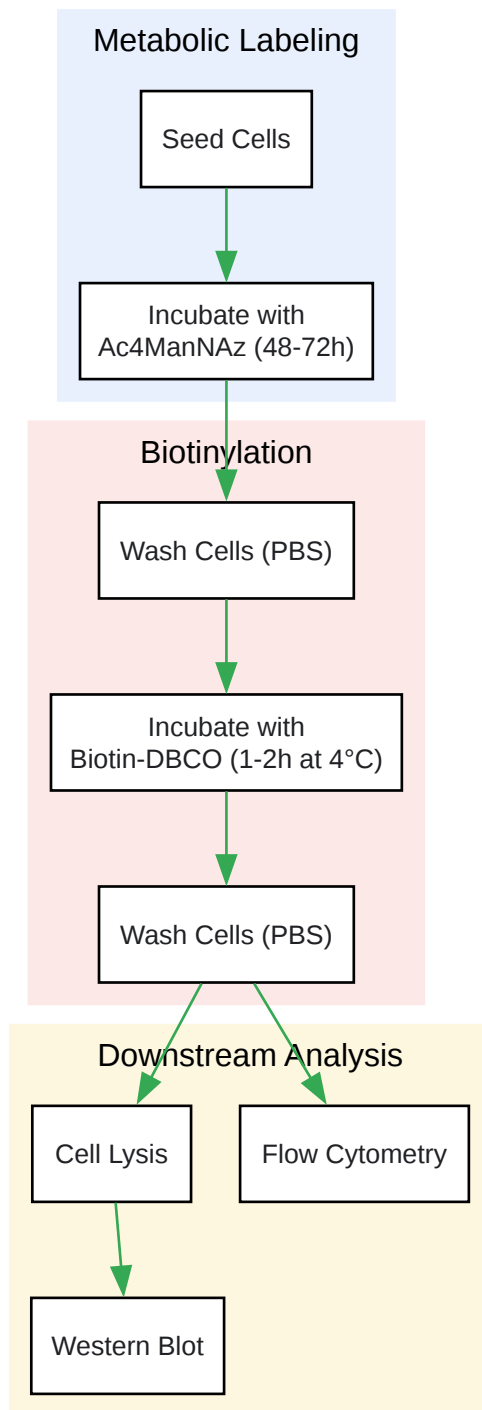 Metabolic Labeling
Seed Cells
Incubate with
Ac4ManNAz (48-72h)
Biotinylation
Wash Cells (PBS)
Incubate with
Biotin-DBCO (1-2h at 4°C)
Wash Cells (PBS)
Downstream Analysis
Cell Lysis
Flow Cytometry
Western Blot